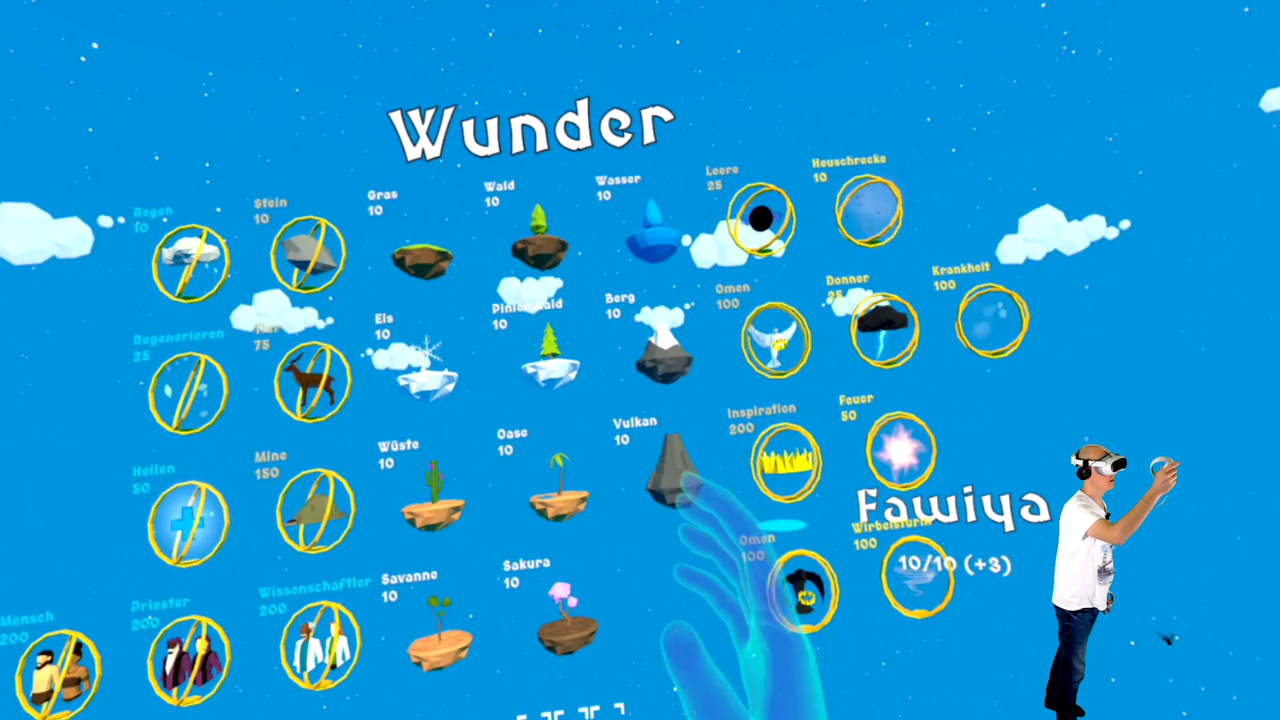 Wunder
Regen
10
Stein
10
Gras
10
Wald
10
Wasser
10
Leere
25
Heuschrecke
10
Regenerieren
25
75
Eis
10
Pinienwald
10
Berg
10
Omen
100
Donner
25
Krankheit
100
Heilen
50
Mine
150
Wüste
10
Oase
10
Vulkan
10
Inspiration
200
Feuer
50
Fawiya
10/10 (+3)
Mensch
200
Priester
200
Wissenschaftler
200
Savanne
10
Sakura
10
Omen
100
Wirbelsturm
100